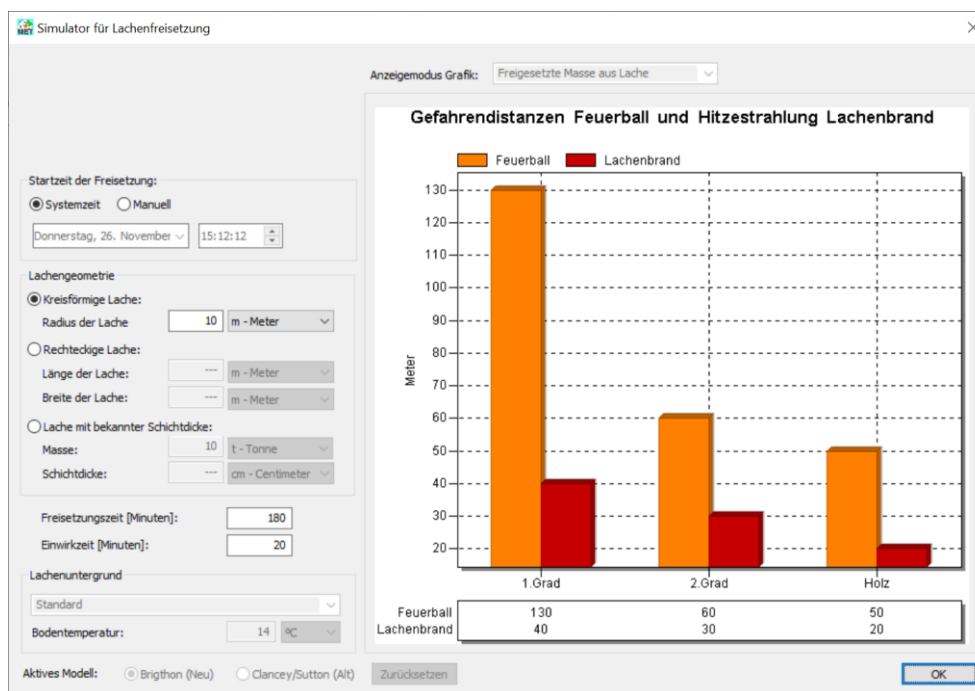 MET Simulator für Lachenfreisetzung
Anzeigemodus Grafik: Freigesetzte Masse aus Lache
Startzeit der Freisetzung:
Systemzeit Manuell
Donnerstag, 26. November 15:12:12
Lachengeometrie
Kreisförmige Lache:
Radius der Lache 10 m - Meter
Rechteckige Lache:
Länge der Lache: --- m - Meter
Breite der Lache: --- m - Meter
Lache mit bekannter Schichtdicke:
Masse: 10 t - Tonne
Schichtdicke: --- cm - Centimeter
Freisetzungszeit [Minuten]: 180
Einwirkzeit [Minuten]: 20
Lachenuntergrund
Standard
Bodentemperatur: 14 °C
Aktives Modell: Brigthon (Neu) Clancey/Sutton (Alt) Zurücksetzen
Gefahrendistanzen Feuerball und Hitzestrahlung Lachenbrand
Feuerball Lachenbrand
Meter
130
120
110
100
90
80
70
60
50
40
30
20
1.Grad 2.Grad Holz
Feuerball 130 60 50
Lachenbrand 40 30 20
OK